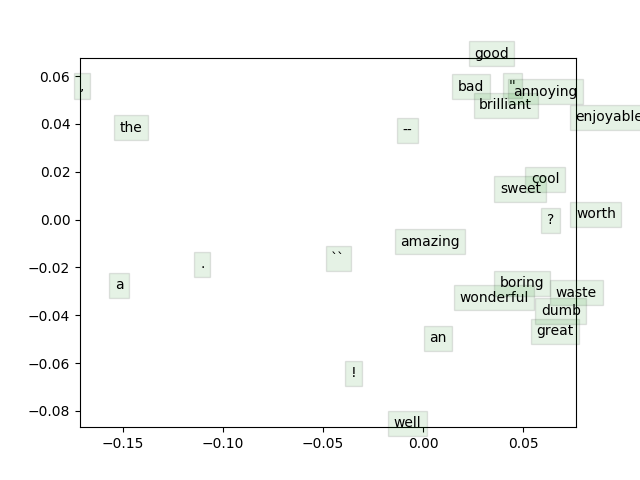 good
0.06
,
bad
"
annoying
brilliant
enjoyable
0.04
the
--
0.02
cool
sweet
0.00
?
worth
amazing
−0.02
.
``
a
boring
waste
wonderful
−0.04
dumb
great
an
−0.06
!
−0.08
well
−0.15 −0.10 −0.05 0.00 0.05